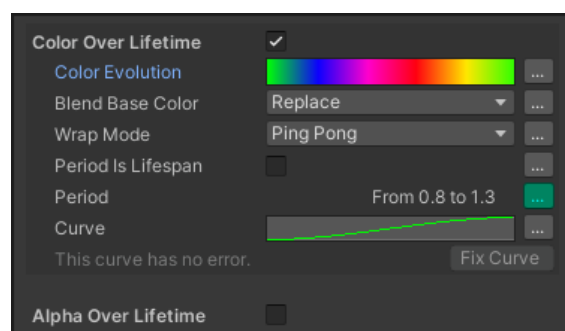 Color Over Lifetime
Color Evolution ...
Blend Base Color Replace ...
Wrap Mode Ping Pong ...
Period Is Lifespan ...
Period From 0.8 to 1.3 ...
Curve ...
This curve has no error. Fix Curve
Alpha Over Lifetime